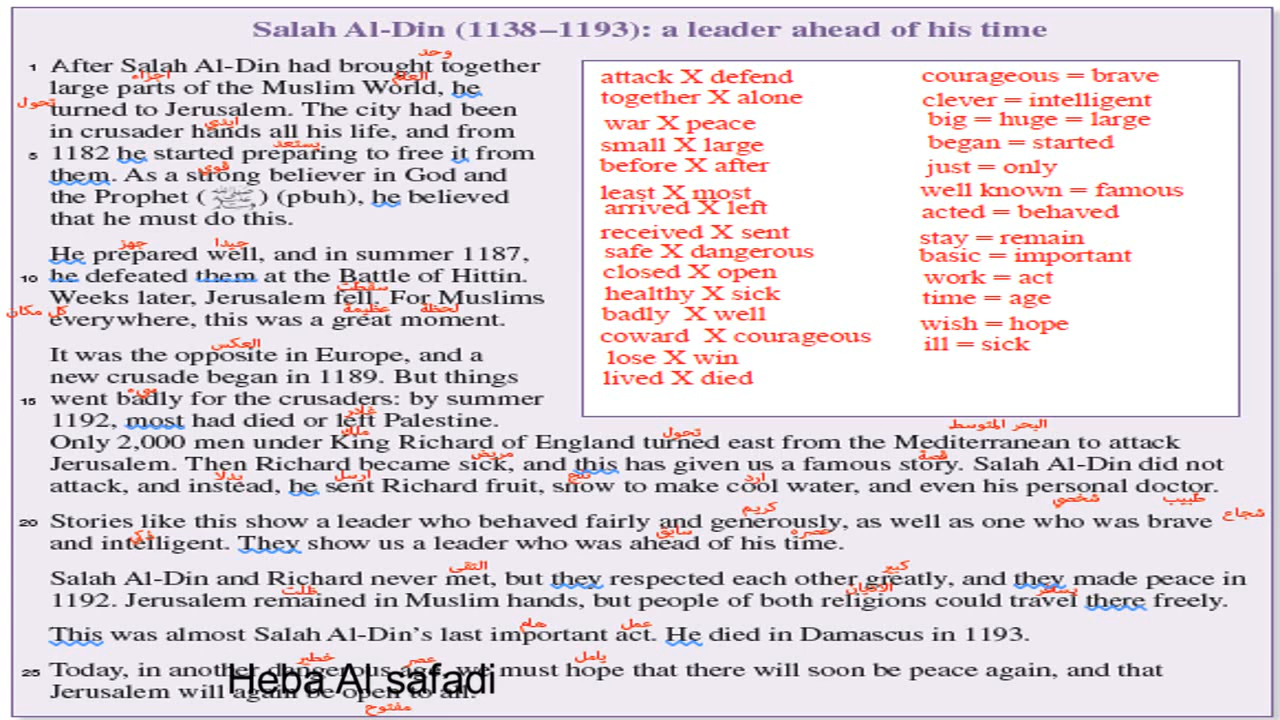 Salah Al-Din (1138–1193): a leader ahead of his time
وحد
1 After Salah Al-Din had brought together
اجزاء العالم
large parts of the Muslim World, he
تحول
turned to Jerusalem. The city had been
ايدي
in crusader hands all his life, and from
يستعد
5 1182 he started preparing to free it from
قوي
them. As a strong believer in God and
the Prophet (ﷺ) (pbuh), he believed
that he must do this.
جهز جيدا
He prepared well, and in summer 1187,
10 he defeated them at the Battle of Hittin.
سقطت
Weeks later, Jerusalem fell. For Muslims
كل مكان عظيمة لحظة
everywhere, this was a great moment.
العكس
It was the opposite in Europe, and a
new crusade began in 1189. But things
سيء
15 went badly for the crusaders: by summer
غادر
1192, most had died or left Palestine.
ملك تحول البحر المتوسط
Only 2,000 men under King Richard of England turned east from the Mediterranean to attack
مريض قصة
Jerusalem. Then Richard became sick, and this has given us a famous story. Salah Al-Din did not
بدلا ارسل ثلج
attack, and instead, he sent Richard fruit, snow to make cool water, and even his personal doctor.
شخصي طبيب
كريم شجاع
20 Stories like this show a leader who behaved fairly and generously, as well as one who was brave
ذكي سابق عصره
and intelligent. They show us a leader who was ahead of his time.
التقى كبير
Salah Al-Din and Richard never met, but they respected each other greatly, and they made peace in
ظلت الاديان يسافر
1192. Jerusalem remained in Muslim hands, but people of both religions could travel there freely.
هام عمل
This was almost Salah Al-Din's last important act. He died in Damascus in 1193.
خطير عصر يامل
25 Today, in another dangerous age, we must hope that there will soon be peace again, and that
Jerusalem will again be open to all.
مفتوح
Heba Al safadi
attack X defend
together X alone
war X peace
small X large
before X after
least X most
arrived X left
received X sent
safe X dangerous
closed X open
healthy X sick
badly X well
coward X courageous
lose X win
lived X died
courageous = brave
clever = intelligent
big = huge = large
began = started
just = only
well known = famous
acted = behaved
stay = remain
basic = important
work = act
time = age
wish = hope
ill = sick